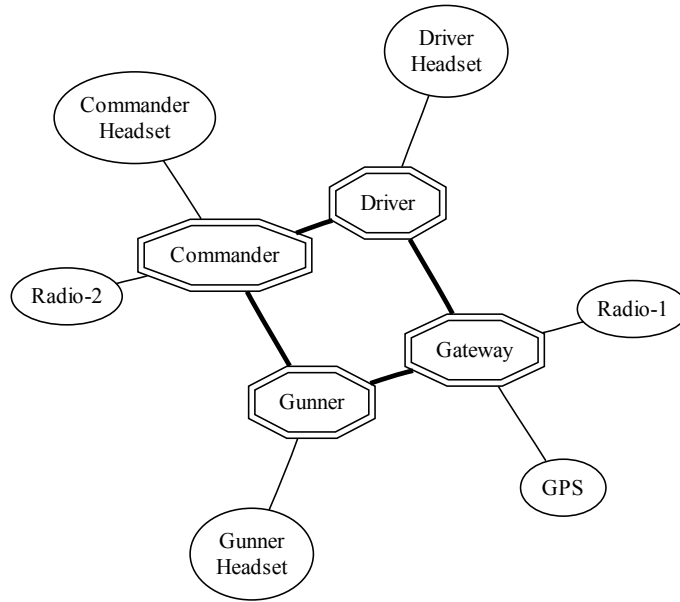 Driver
Headset
Commander
Headset
Driver
Commander
Radio-2
Radio-1
Gateway
Gunner
GPS
Gunner
Headset